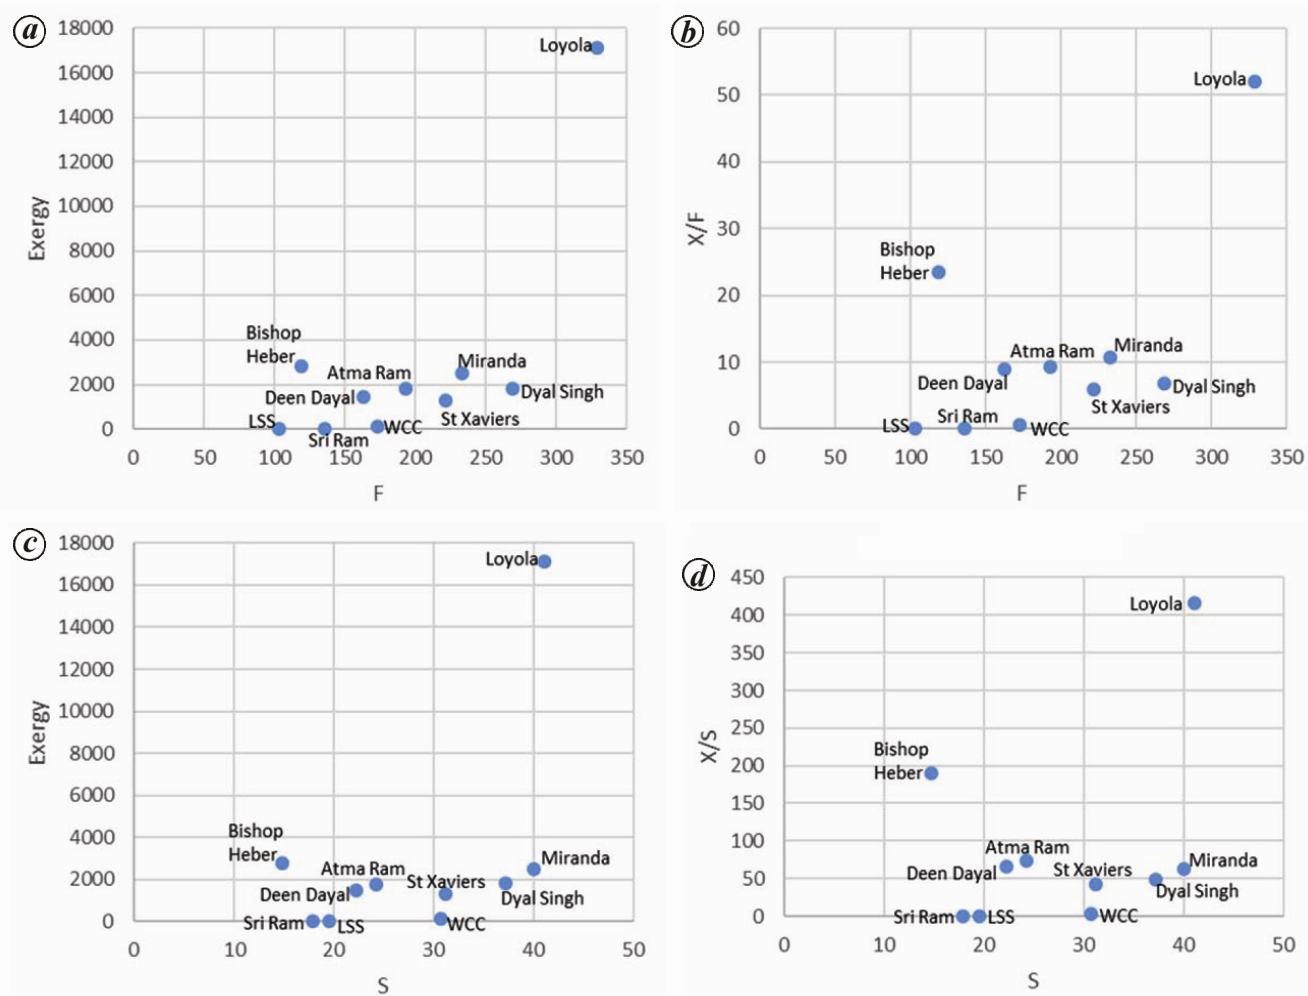 a
18000
16000
14000
12000
10000
8000
6000
4000
2000
0
Exergy
Loyola
Bishop
Heber
Atma Ram
Miranda
Deen Dayal
Dyal Singh
St Xaviers
LSS
Sri Ram
WCC
0 50 100 150 200 250 300 350
F
b
60
50
40
30
20
10
0
X/F
Loyola
Bishop
Heber
Atma Ram
Miranda
Deen Dayal
Dyal Singh
St Xaviers
LSS
Sri Ram
WCC
0 50 100 150 200 250 300 350
F
c
18000
16000
14000
12000
10000
8000
6000
4000
2000
0
Exergy
Loyola
Bishop
Heber
Miranda
Atma Ram
St Xaviers
Deen Dayal
Dyal Singh
Sri Ram
LSS
WCC
0 10 20 30 40 50
S
d
450
400
350
300
250
200
150
100
50
0
X/S
Loyola
Bishop
Heber
Atma Ram
Miranda
Deen Dayal
St Xaviers
Dyal Singh
Sri Ram
LSS
WCC
0 10 20 30 40 50
S